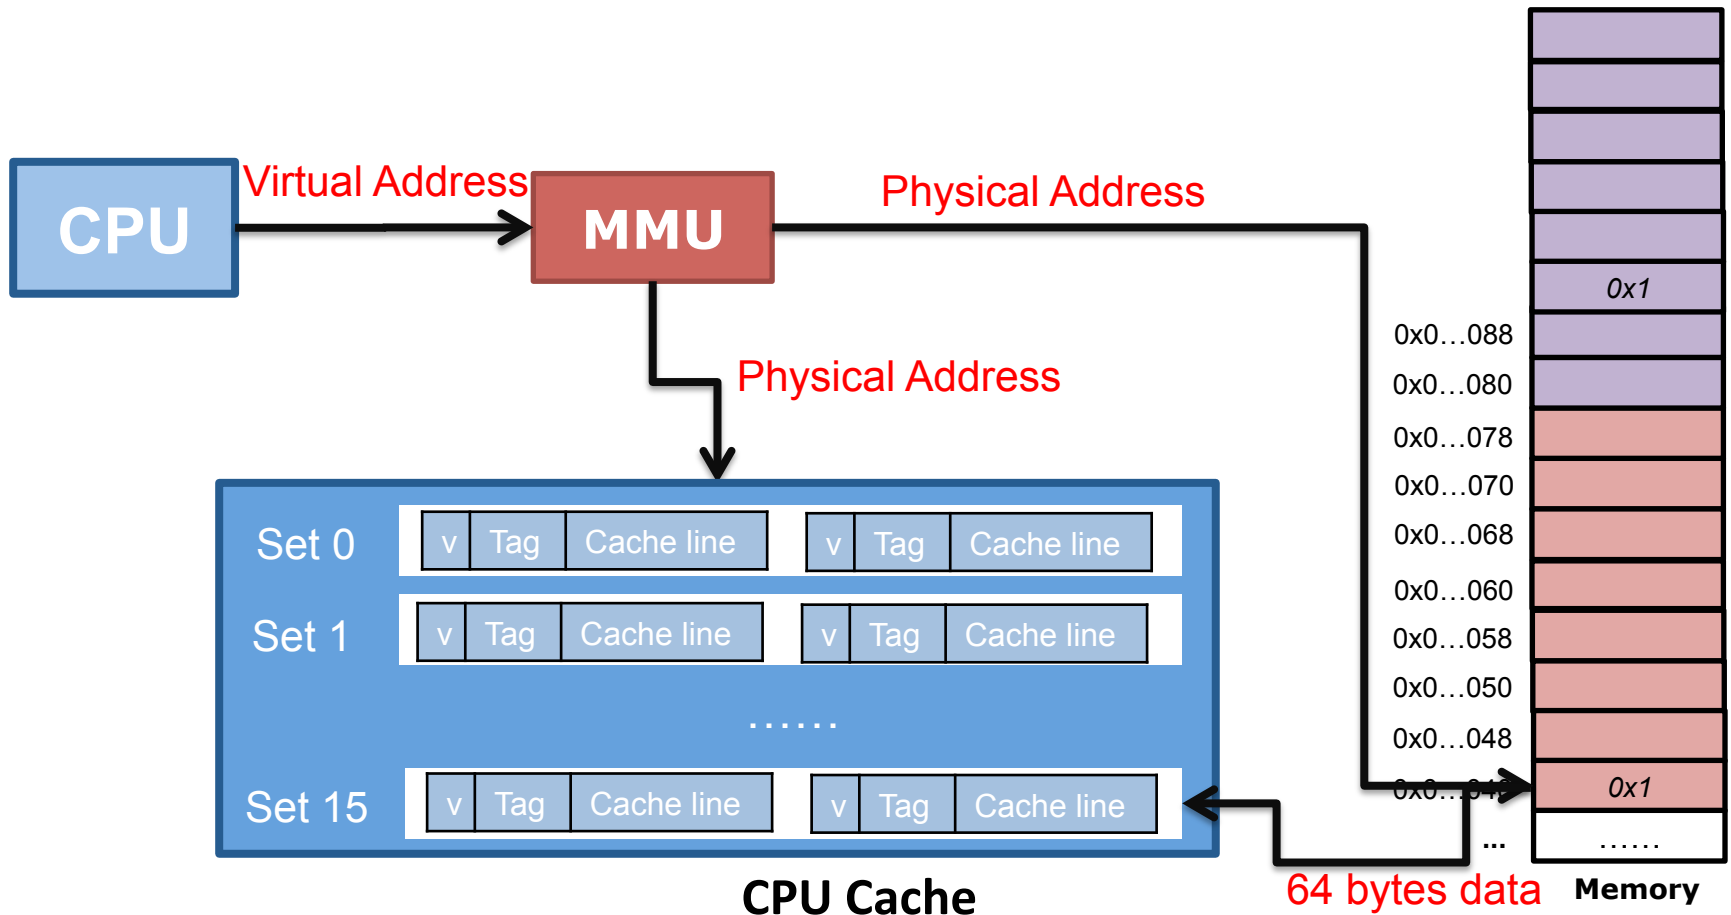 CPU
Virtual Address
MMU
Physical Address
Physical Address
Set 0
v Tag Cache line
v Tag Cache line
Set 1
v Tag Cache line
v Tag Cache line
......
Set 15
v Tag Cache line
v Tag Cache line
CPU Cache
64 bytes data
0x1
0x0…088
0x0…080
0x0…078
0x0…070
0x0…068
0x0…060
0x0…058
0x0…050
0x0…048
0x1
...
......
Memory